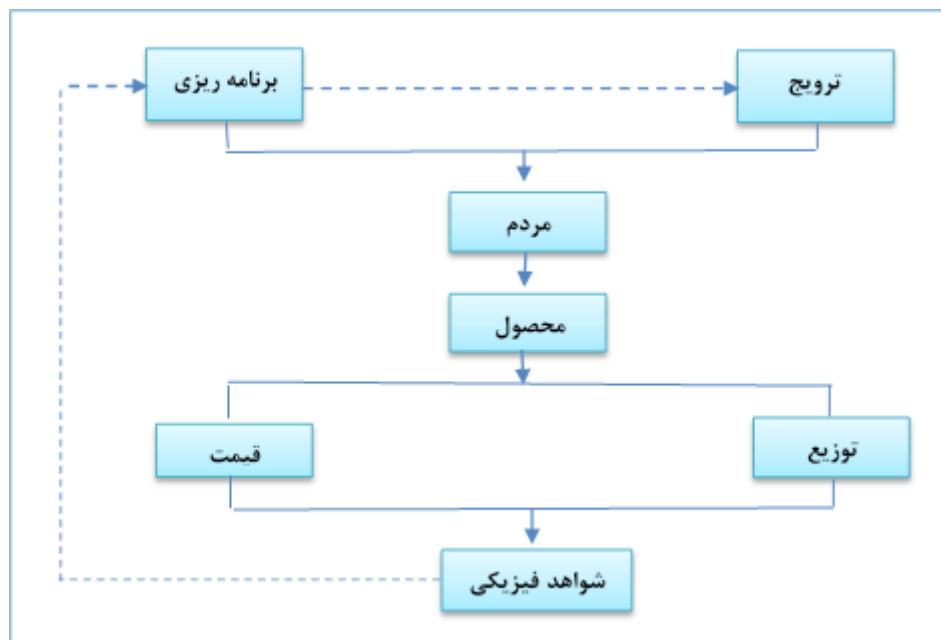 ترویج
برنامه ریزی
مردم
محصول
توزیع
قیمت
شواهد فیزیکی